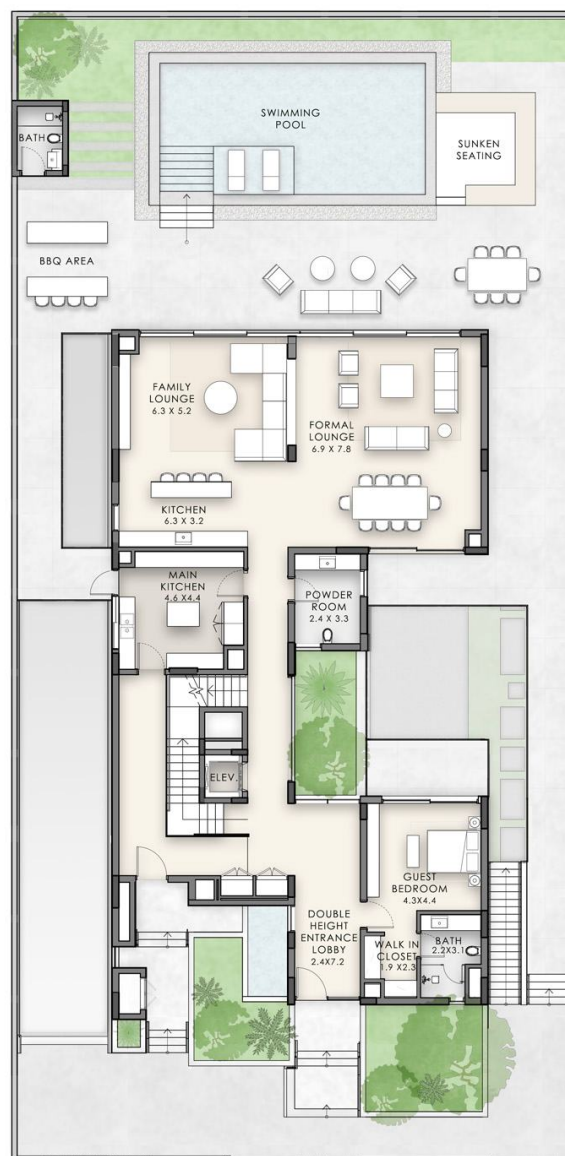 SWIMMING
POOL
BATH
SUNKEN
SEATING
BBQ AREA
FAMILY
LOUNGE
6.3 X 5.2
FORMAL
LOUNGE
6.9 X 7.8
KITCHEN
6.3 X 3.2
MAIN
KITCHEN
4.6 X4.4
POWDER
ROOM
2.4 X 3.3
ELEV.
GUEST
BEDROOM
4.3X4.4
DOUBLE
HEIGHT
ENTRANCE
LOBBY
2.4X7.2
WALK IN
CLOSET
1.9 X2.3
BATH
2.2X3.1